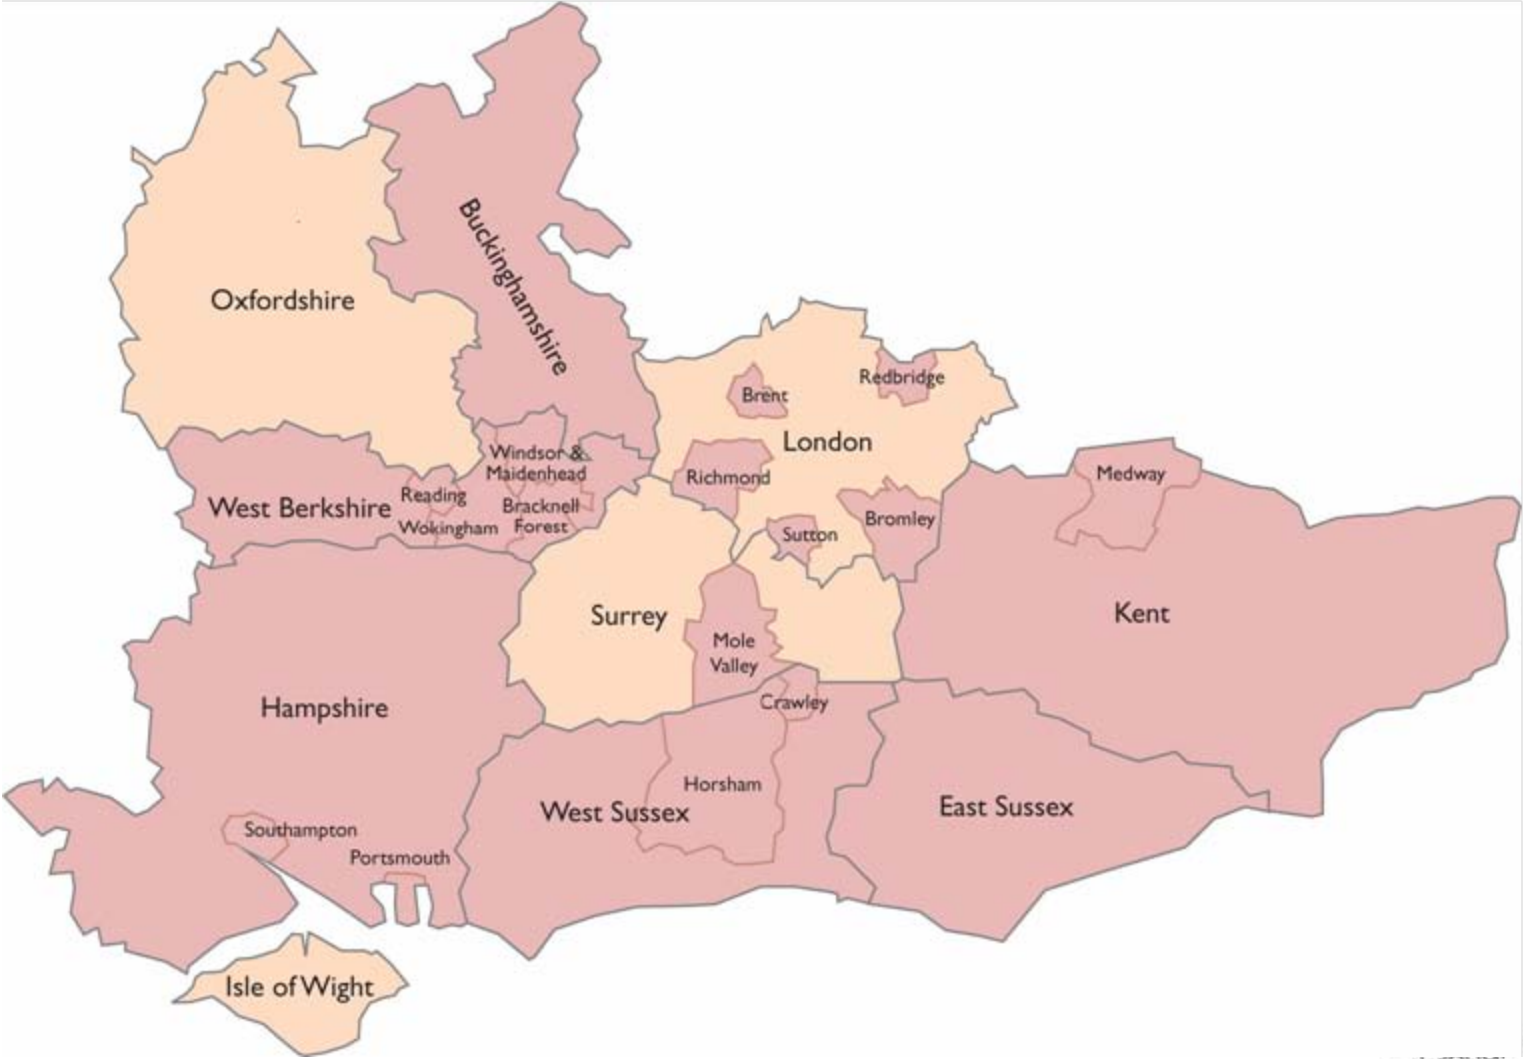 Buckinghamshire
Oxfordshire
Redbridge
Brent
London
Windsor &
Maidenhead
Medway
Richmond
Reading
West Berkshire
Bracknell
Forest
Wokingham
Bromley
Sutton
Surrey
Kent
Mole
Valley
Crawley
Hampshire
Horsham
West Sussex
East Sussex
Southampton
Portsmouth
Isle of Wight